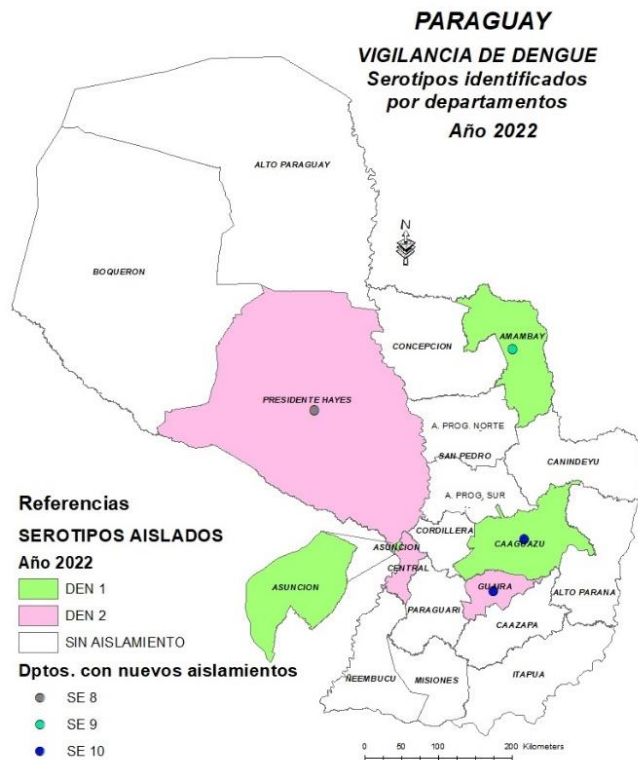 PARAGUAY
VIGILANCIA DE DENGUE
Serotipos identificados
por departamentos
Año 2022
ALTO PARAGUAY
N
BOQUERON
AMAMBAY
CONCEPCION
PRESIDENTE HAYES
A. PROG. NORTE
SAN PEDRO
CANINDEYU
A. PROG. SUR
CORDILLERA
CAAGUAZU
ASUNCION
CENTRAL
ASUNCION
GUAIRA
ALTO PARANA
PARAGUARI
CAAZAPA
ÑEEMBUCU
MISIONES
ITAPUA
Referencias
SEROTIPOS AISLADOS
Año 2022
DEN 1
DEN 2
SIN AISLAMIENTO
Dptos. con nuevos aislamientos
SE 8
SE 9
SE 10
0 50 100 200 Kilometers